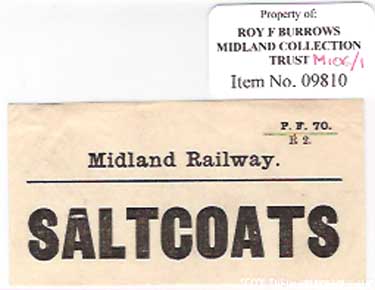 Property of:
ROY F BURROWS
MIDLAND COLLECTION
TRUST M106/1
Item No. 09810
P. F. 70.
R 2.
Midland Railway.
SALTCOATS